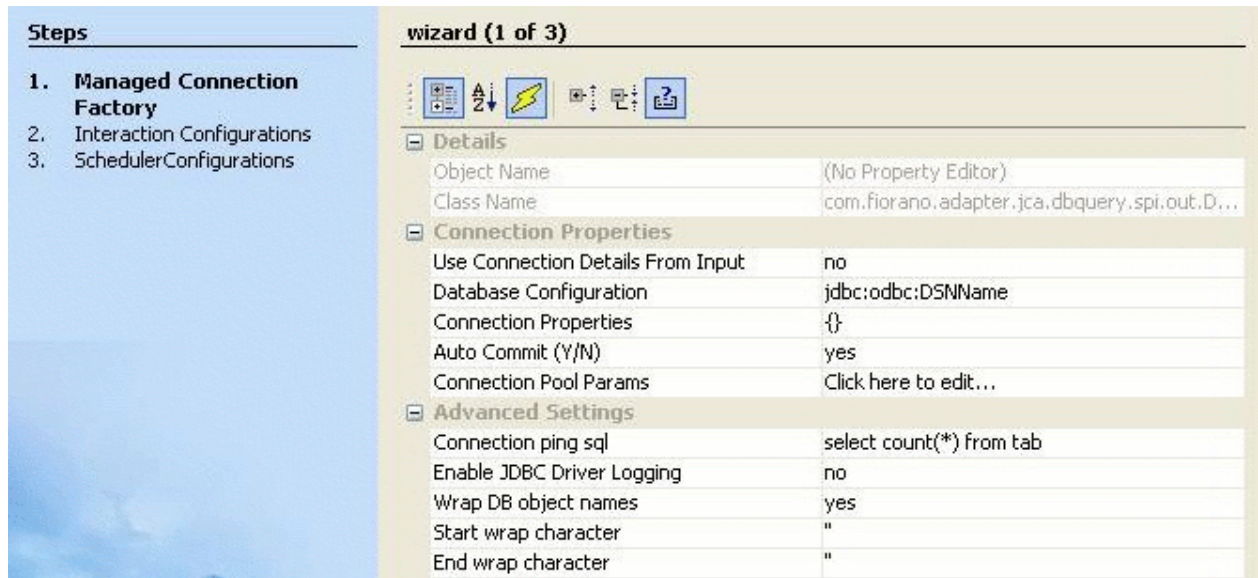 Steps
1. Managed Connection
Factory
2. Interaction Configurations
3. SchedulerConfigurations
wizard (1 of 3)
Details
Object Name (No Property Editor)
Class Name com.fiorano.adapter.jca.dbquery.spi.out.D...
Connection Properties
Use Connection Details From Input no
Database Configuration jdbc:odbc:DSNName
Connection Properties {}
Auto Commit (Y/N) yes
Connection Pool Params Click here to edit...
Advanced Settings
Connection ping sql select count(*) from tab
Enable JDBC Driver Logging no
Wrap DB object names yes
Start wrap character "
End wrap character "